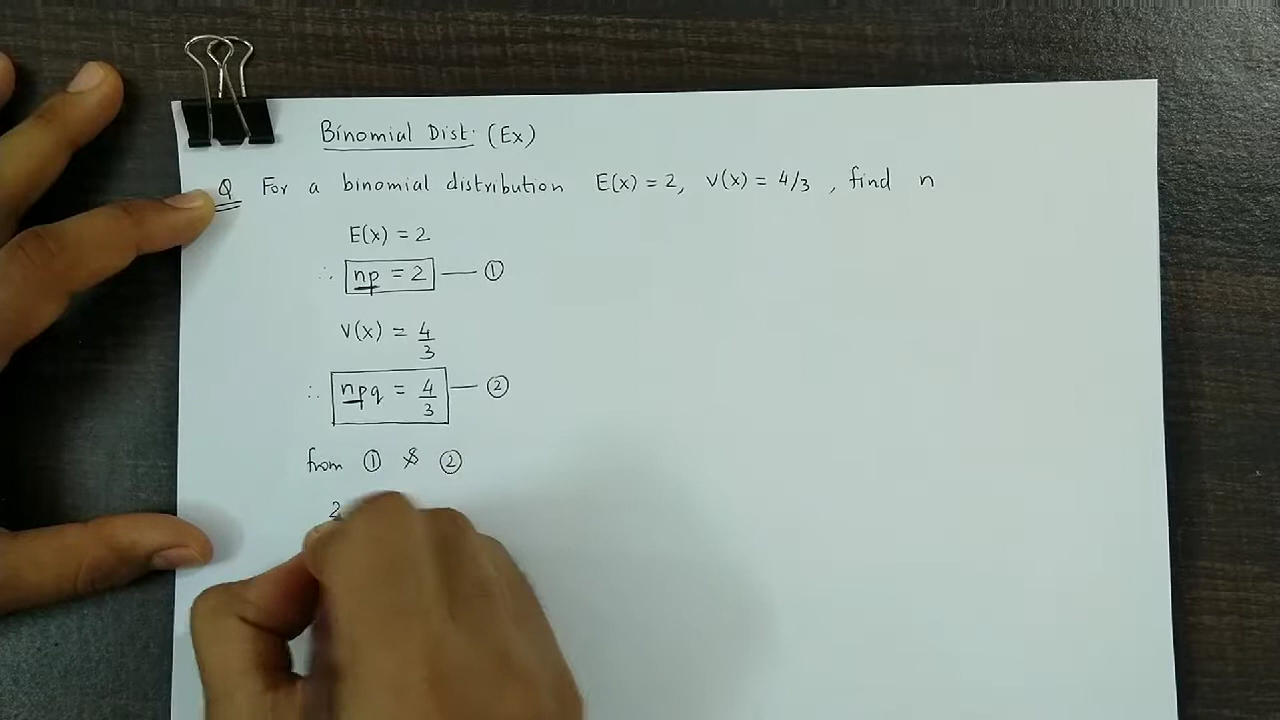 Binomial Dist. (Ex)
Q For a binomial distribution E(x) = 2, V(x) = 4/3 , find n
E(x) = 2
∴ np = 2 — ①
V(x) = 4/3
∴ npq = 4/3 — ②
from ① & ②
2